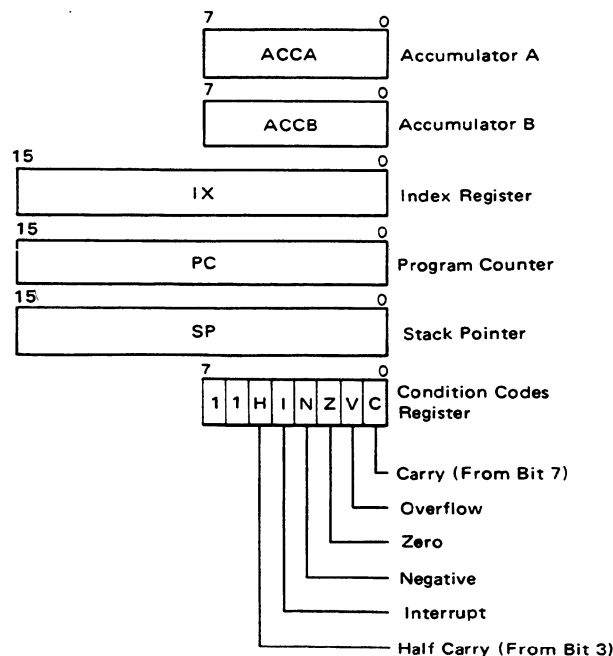 7 0
ACCA Accumulator A
7 0
ACCB Accumulator B
15 0
IX Index Register
15 0
PC Program Counter
15 0
SP Stack Pointer
7 0
1 1 H I N Z V C Condition Codes
Register
Carry (From Bit 7)
Overflow
Zero
Negative
Interrupt
Half Carry (From Bit 3)